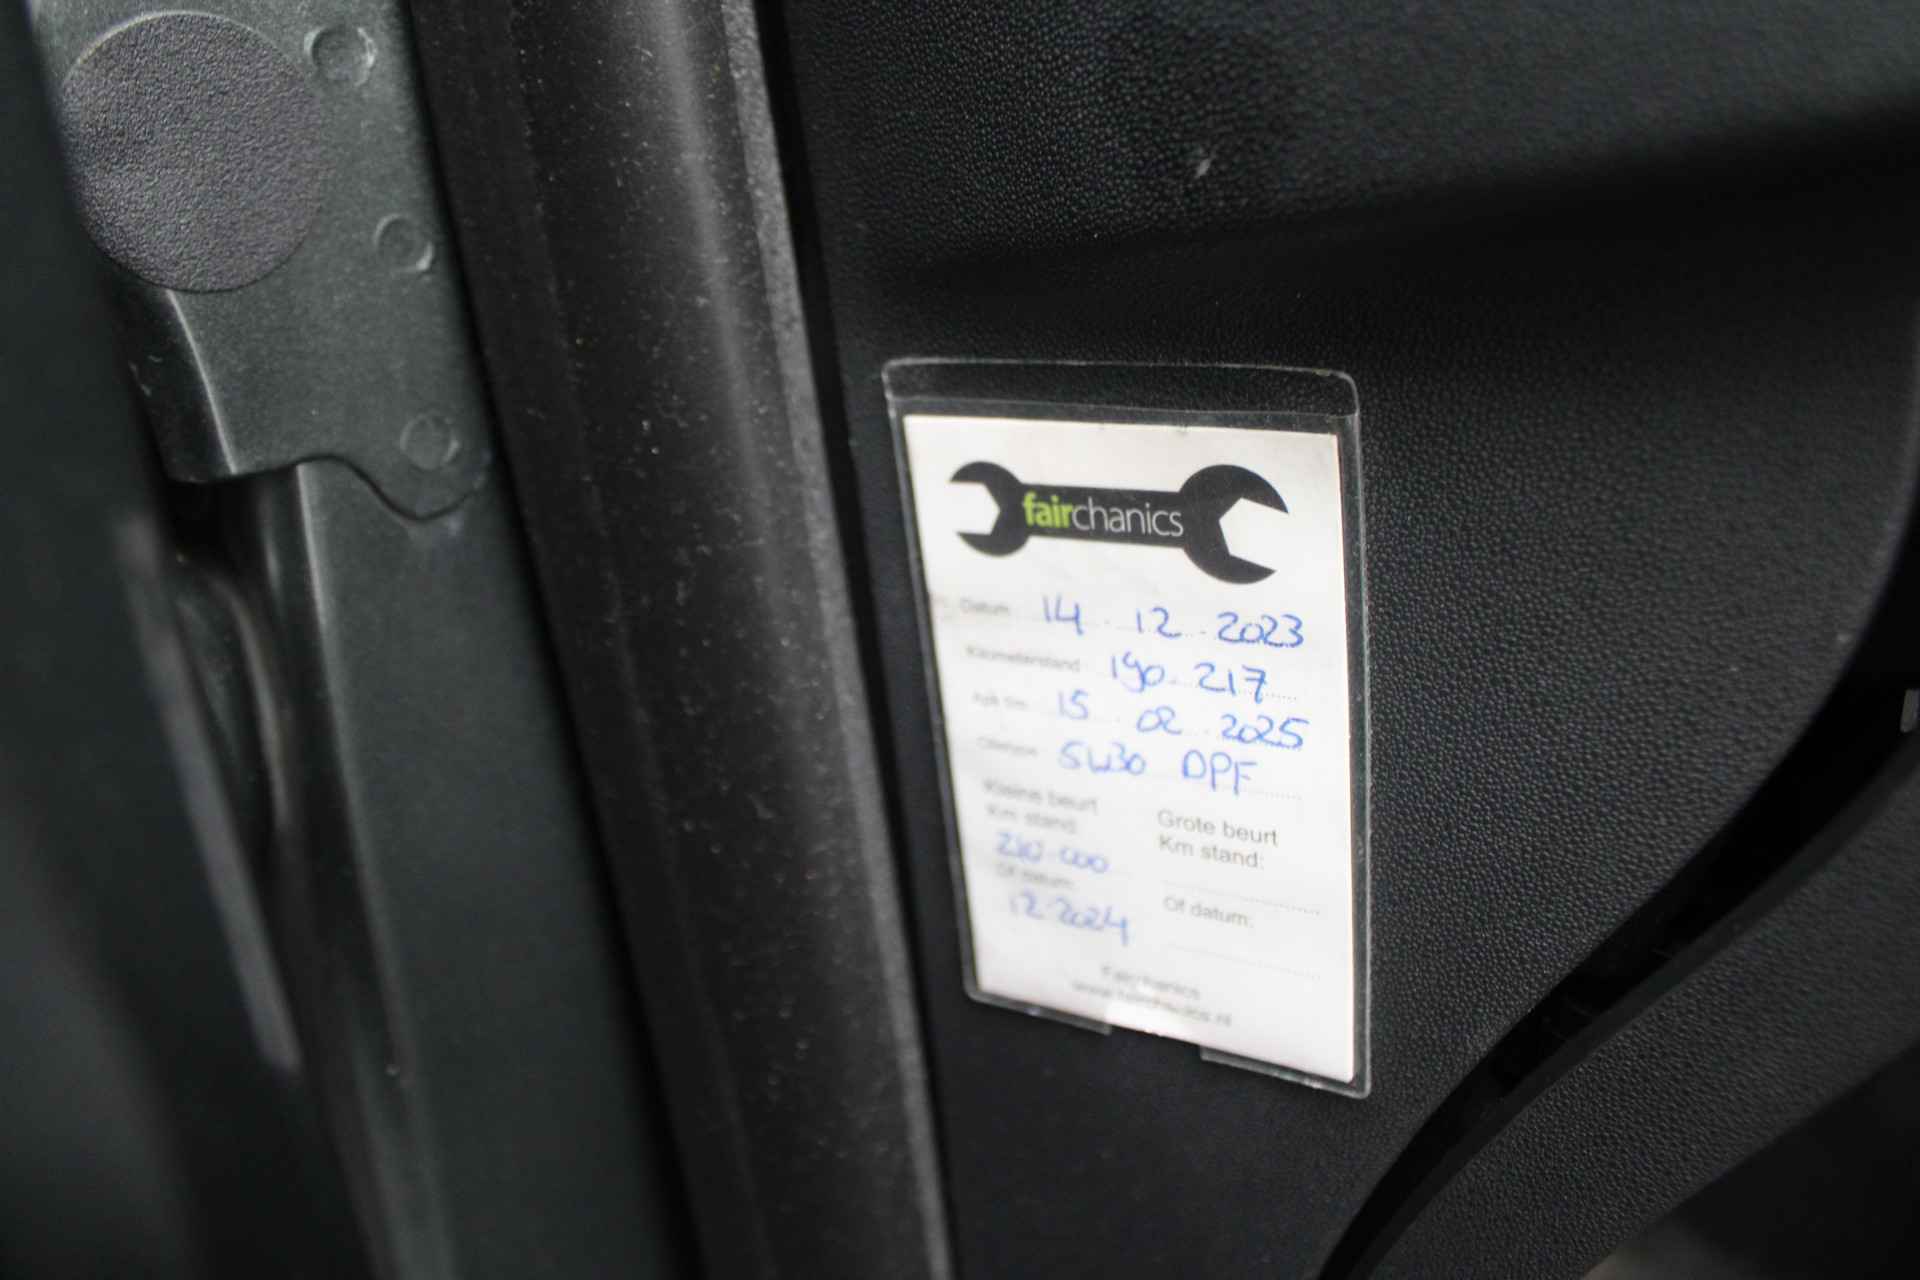 fairchanics
Datum 14 . 12 . 2023
Kilometerstand 190.217
Apk t/m 15 . 02 . 2025
Olietype 5W30 DPF
Kleine beurt
Km stand:
210.000
Of datum:
12 2024
Grote beurt
Km stand:
Of datum:
Fairchanics